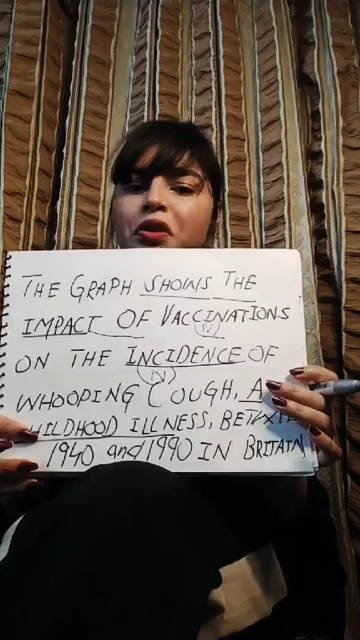 THE GRAPH SHOWS THE
IMPACT OF VACCINATIONS
(N)
ON THE INCIDENCE OF
(N)
WHOOPING COUGH, A
CHILDHOOD ILLNESS,
1940 and 1990 IN BRITAIN